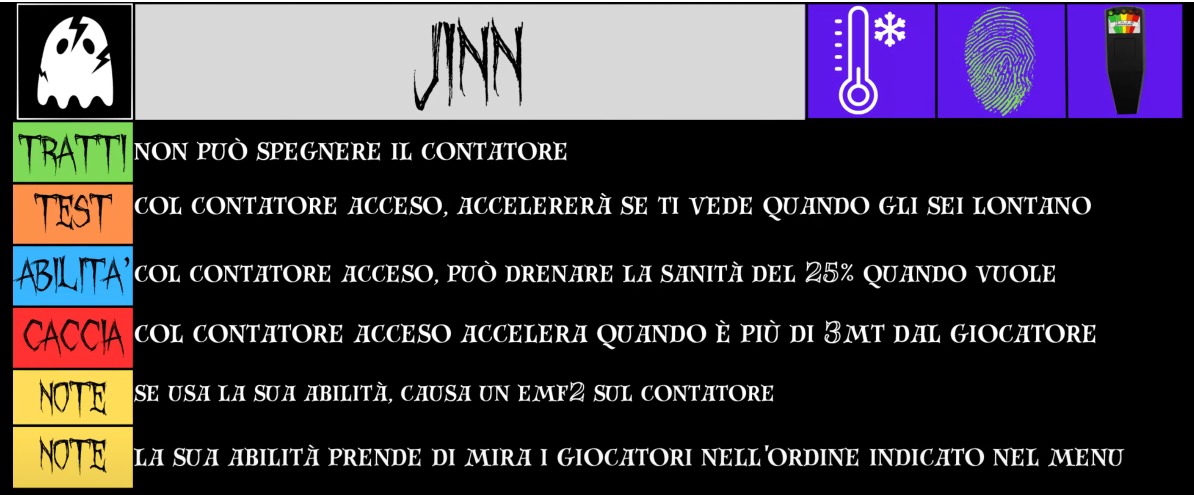 JINN
TRATTI NON PUÒ SPEGNERE IL CONTATORE
TEST COL CONTATORE ACCESO, ACCELERERÀ SE TI VEDE QUANDO GLI SEI LONTANO
ABILITA' COL CONTATORE ACCESO, PUÒ DRENARE LA SANITÀ DEL 25% QUANDO VUOLE
CACCIA COL CONTATORE ACCESO ACCELERA QUANDO È PIÙ DI 3MT DAL GIOCATORE
NOTE SE USA LA SUA ABILITÀ, CAUSA UN EMF2 SUL CONTATORE
NOTE LA SUA ABILITÀ PRENDE DI MIRA I GIOCATORI NELL'ORDINE INDICATO NEL MENU